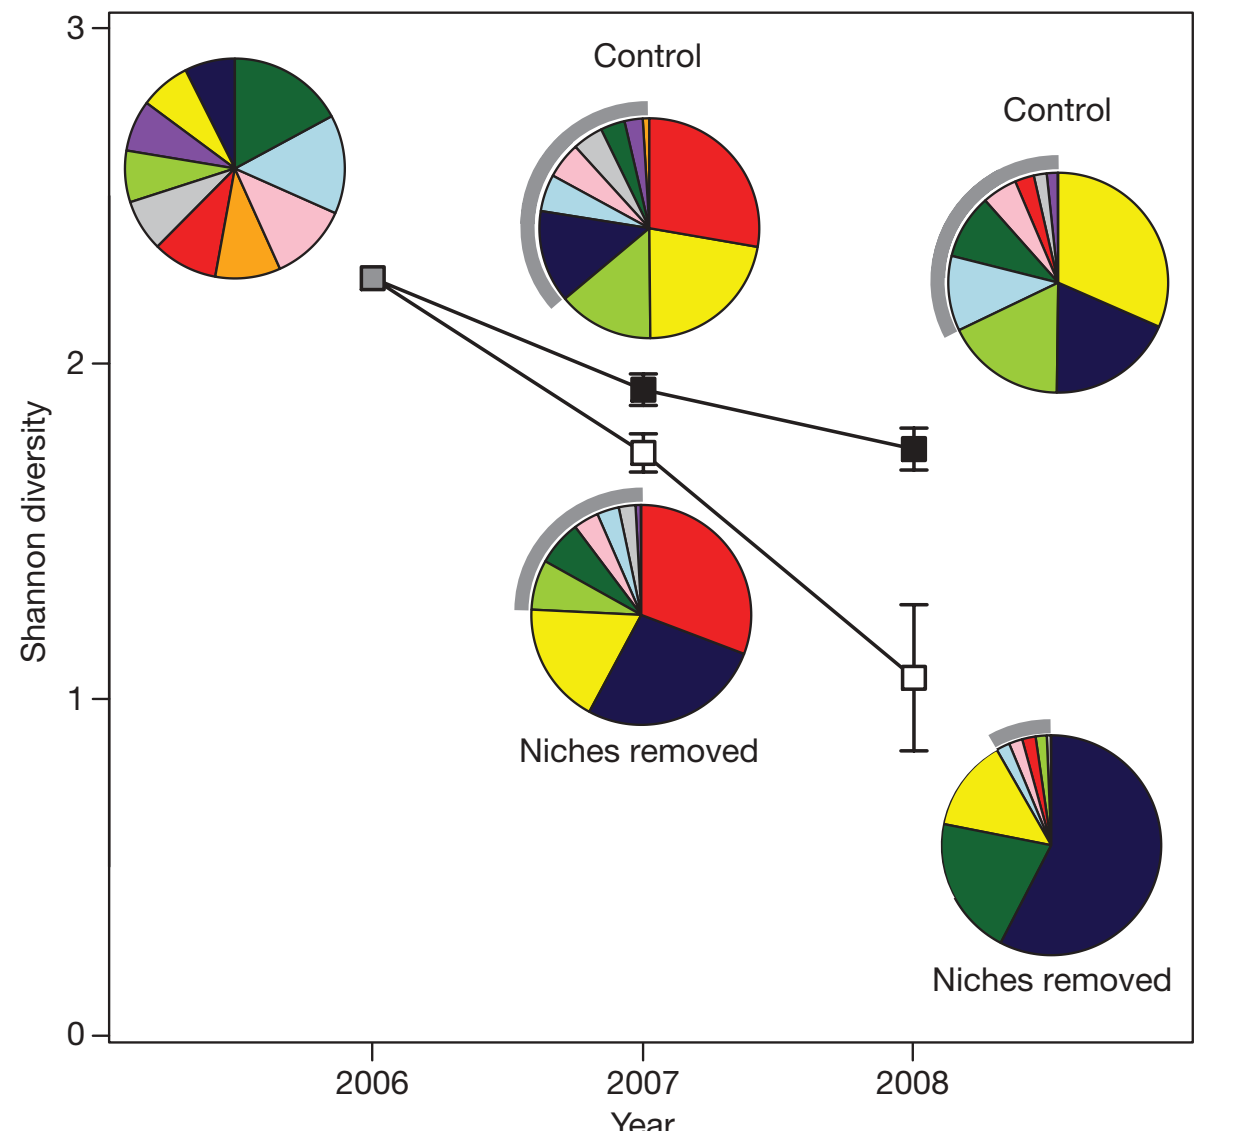 3
Control
Control
2
Shannon diversity
1
Niches removed
Niches removed
0
2006 2007 2008
Year